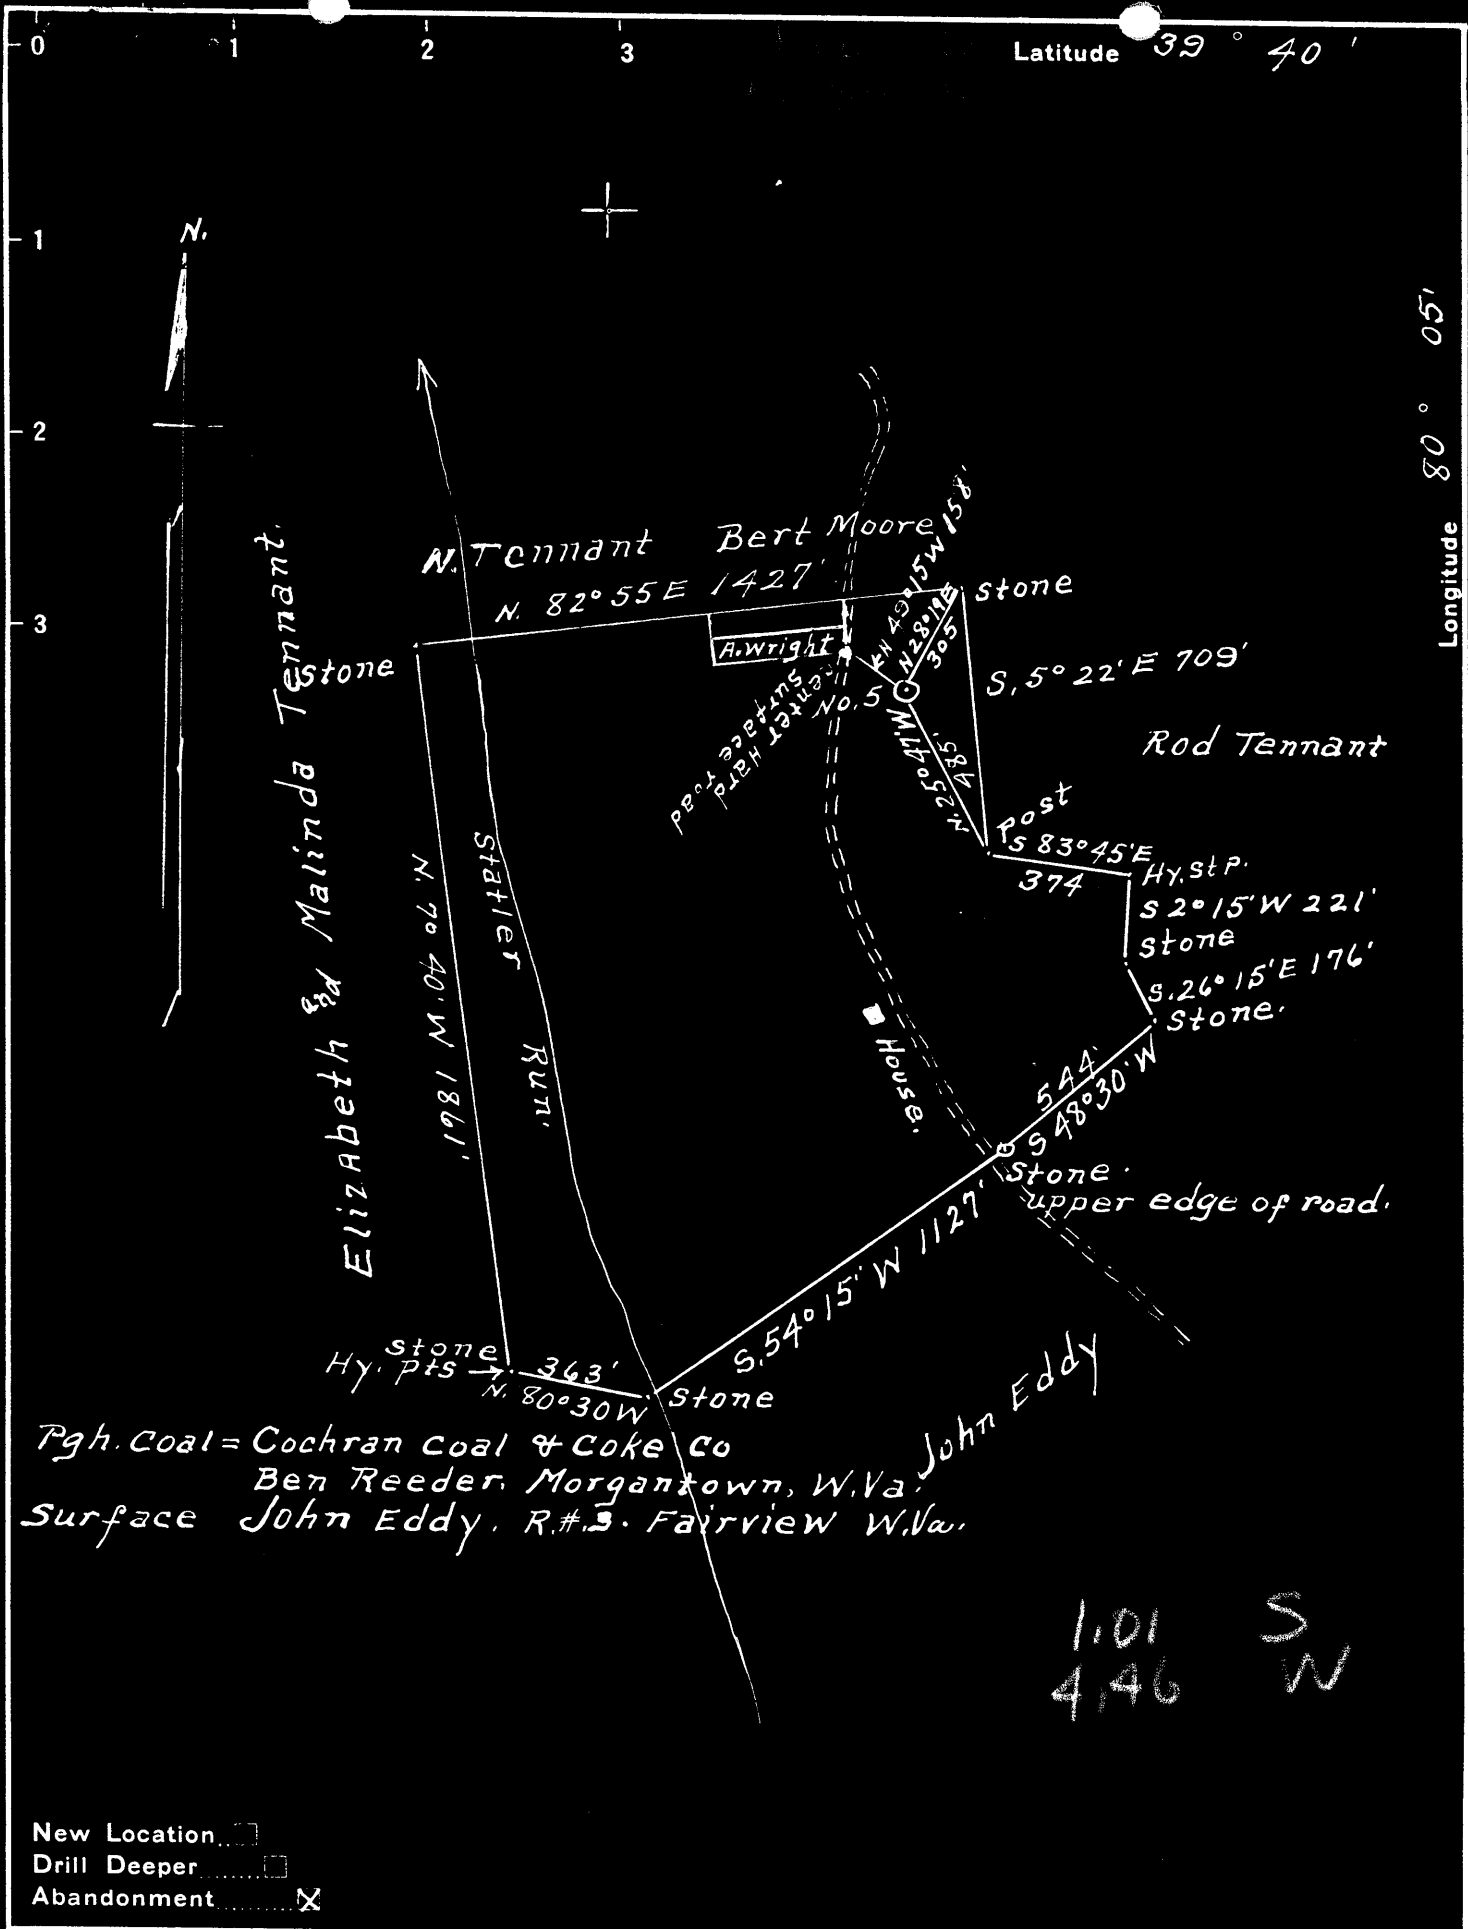 0 1 2 3
Latitude 39° 40'
1
2
3
Longitude 80° 05'
N.
N. Tennant Bert Moore
N. 82° 55 E 1427'
stone
stone
A. Wright
N 49° 15 W 158'
N 28° 19 E
305
No. 5
Center Hard
Surface road
S. 5° 22' E 709'
Rod Tennant
N. 25° 47' W
485'
Post
S 83° 45' E
374
Hy. St P.
S 2° 15' W 221'
Stone
S. 26° 15' E 176'
Stone.
544'
S 48° 30' W
Stone.
upper edge of road.
House.
S. 54° 15' W 1127'
John Eddy
Elizabeth and Malinda Tennant.
N. 7° 40' W 1861'
Statler Run.
stone
Hy. Pts
363'
N. 80° 30 W
Stone
Pgh. Coal = Cochran Coal & Coke Co
Ben Reeder. Morgantown, W. Va.
Surface John Eddy. R.#.3. Fairview W. Va.
1.01 S
4.46 W
New Location
Drill Deeper
Abandonment X